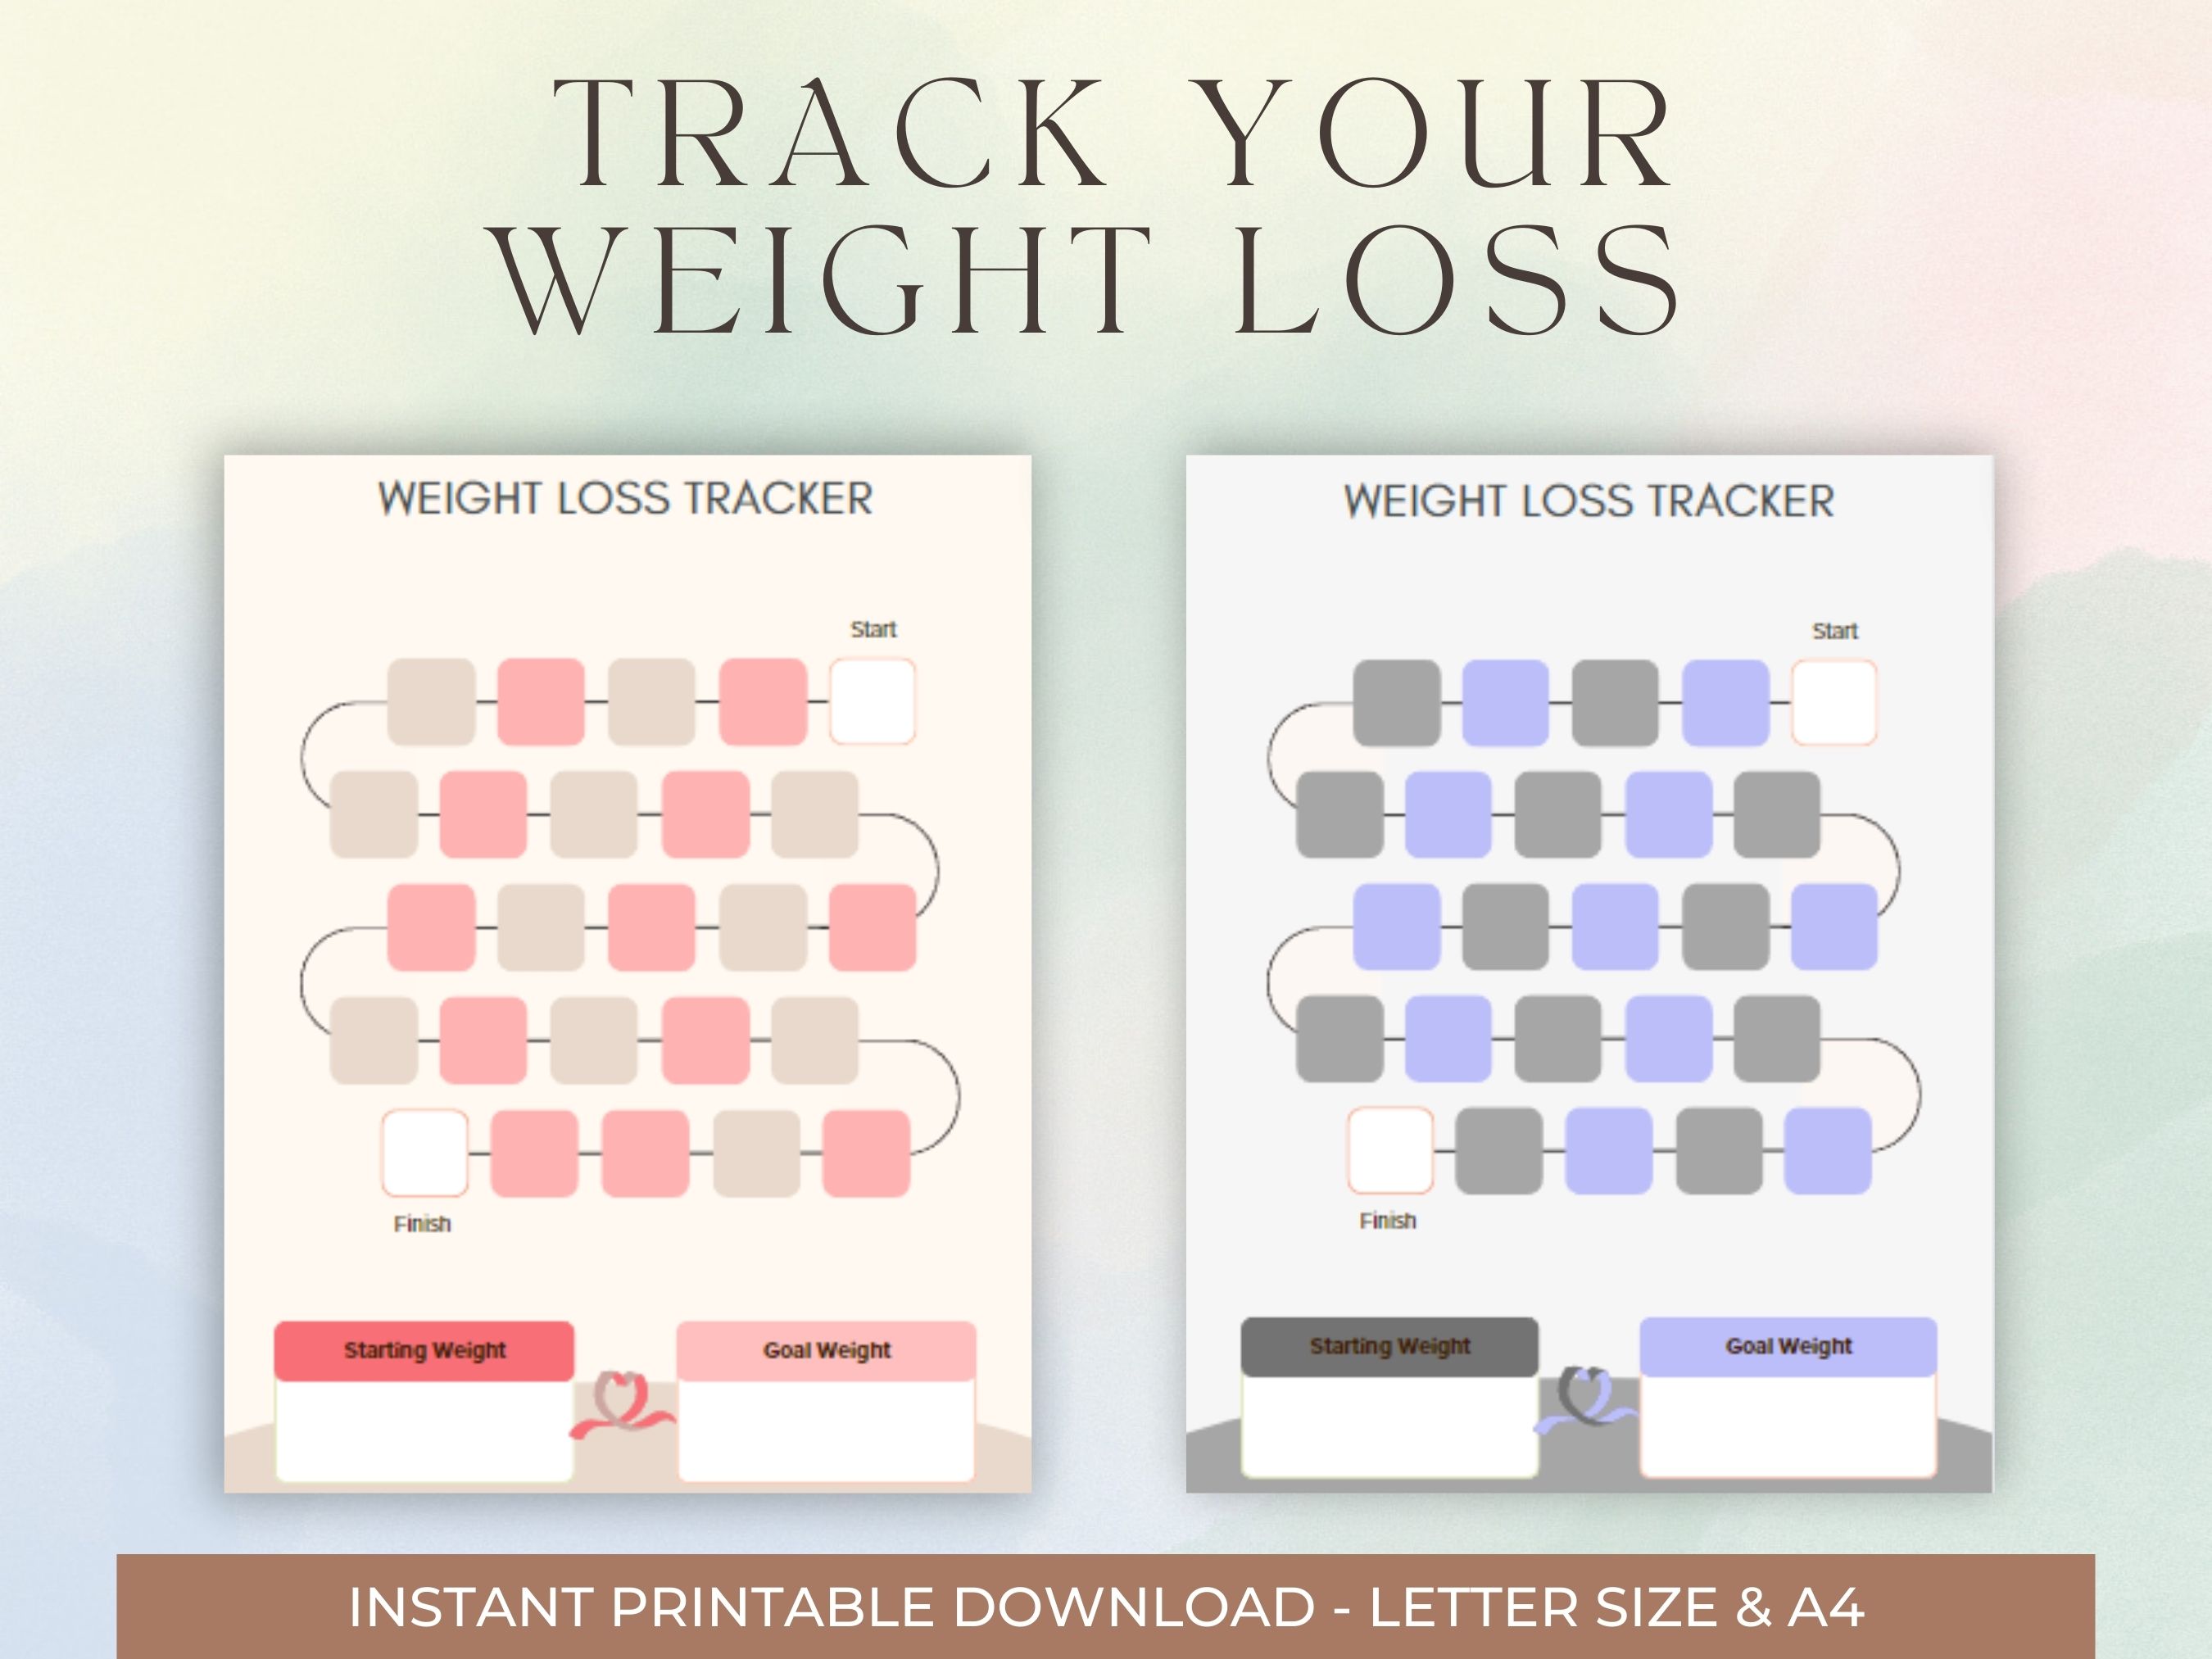 TRACK YOUR
WEIGHT LOSS
WEIGHT LOSS TRACKER
Start
Finish
Starting Weight
Goal Weight
WEIGHT LOSS TRACKER
Start
Finish
Starting Weight
Goal Weight
INSTANT PRINTABLE DOWNLOAD - LETTER SIZE & A4